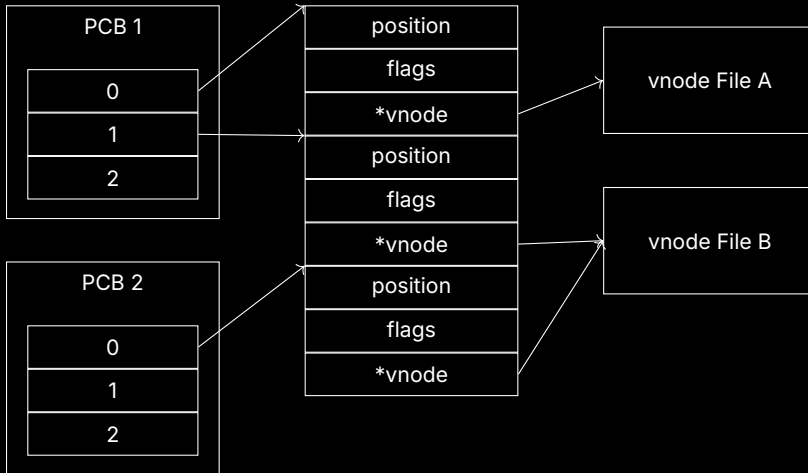 PCB 1
0
1
2
PCB 2
0
1
2
position
flags
*vnode
position
flags
*vnode
position
flags
*vnode
vnode File A
vnode File B